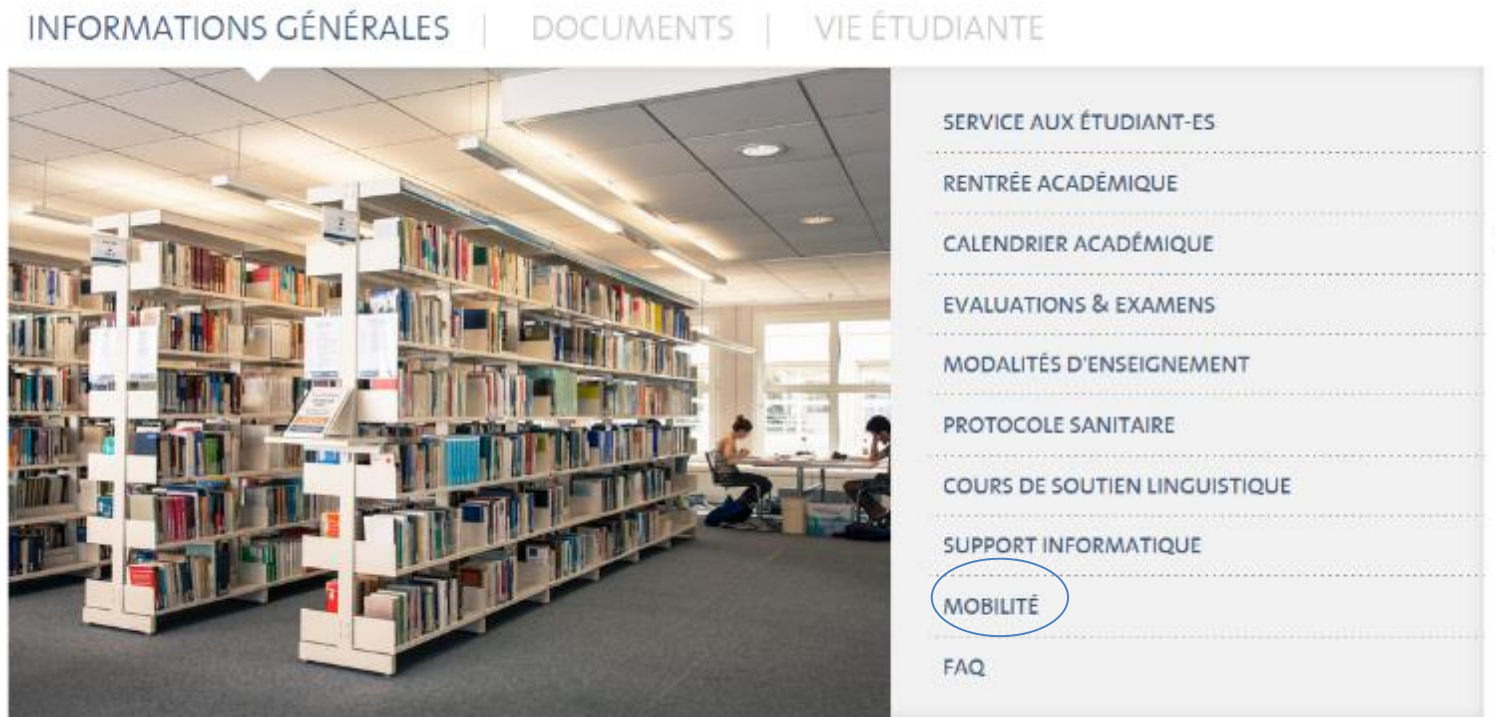 INFORMATIONS GÉNÉRALES | DOCUMENTS | VIE ÉTUDIANTE
SERVICE AUX ÉTUDIANT-ES
RENTRÉE ACADÉMIQUE
CALENDRIER ACADÉMIQUE
EVALUATIONS & EXAMENS
MODALITÉS D'ENSEIGNEMENT
PROTOCOLE SANITAIRE
COURS DE SOUTIEN LINGUISTIQUE
SUPPORT INFORMATIQUE
MOBILITÉ
FAQ